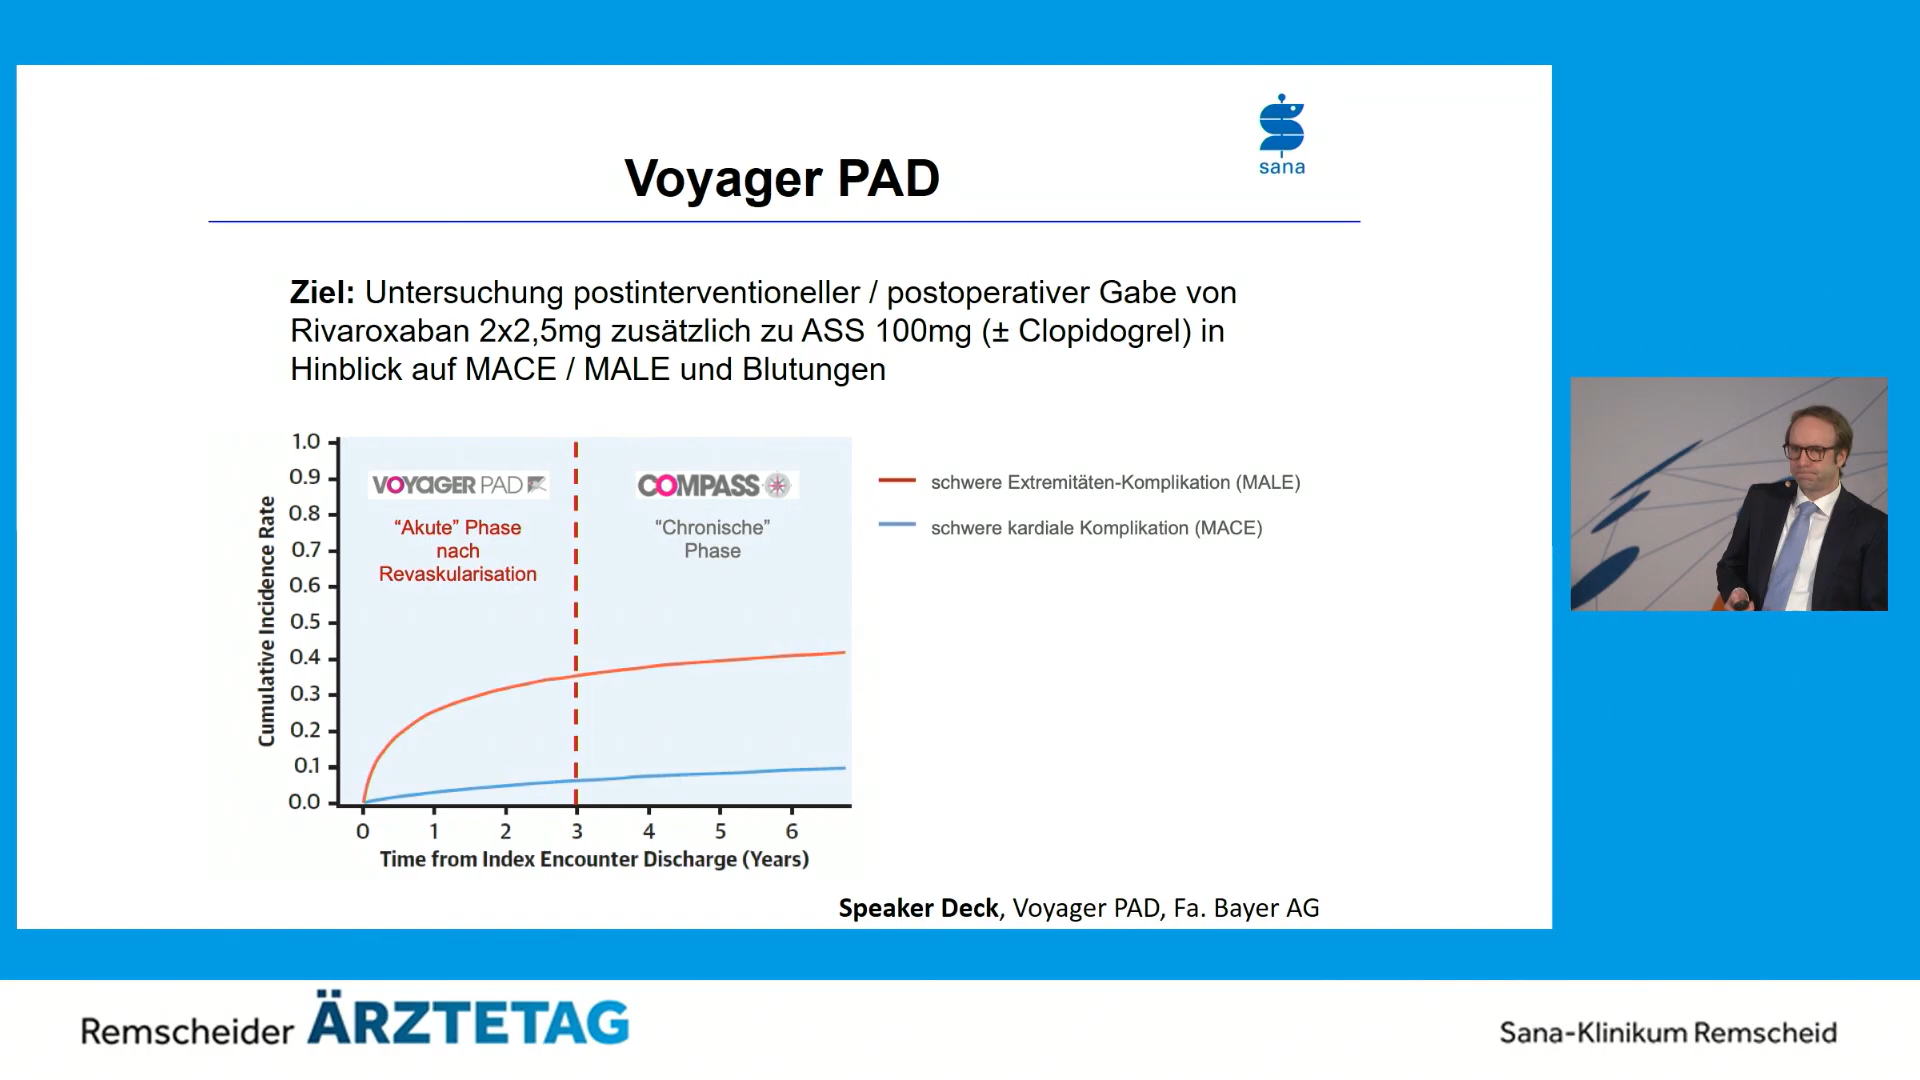 sana
Voyager PAD
Ziel: Untersuchung postinterventioneller / postoperativer Gabe von
Rivaroxaban 2x2,5mg zusätzlich zu ASS 100mg (± Clopidogrel) in
Hinblick auf MACE / MALE und Blutungen
Cumulative Incidence Rate
1.0
0.9
0.8
0.7
0.6
0.5
0.4
0.3
0.2
0.1
0.0
VOYAGER PAD
“Akute” Phase
nach
Revaskularisation
COMPASS
“Chronische”
Phase
schwere Extremitäten-Komplikation (MALE)
schwere kardiale Komplikation (MACE)
0 1 2 3 4 5 6
Time from Index Encounter Discharge (Years)
Speaker Deck, Voyager PAD, Fa. Bayer AG
Remscheider ÄRZTETAG
Sana-Klinikum Remscheid